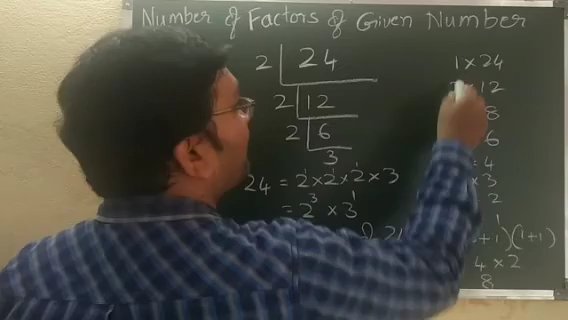 Number of Factors of Given Number
2 | 24
2 | 12
2 | 6
3
24 = 2×2×2×3
= 2³ × 3¹
1×24
12
8
6
= 4
×3
2
+1)(1+1)
4×2
8